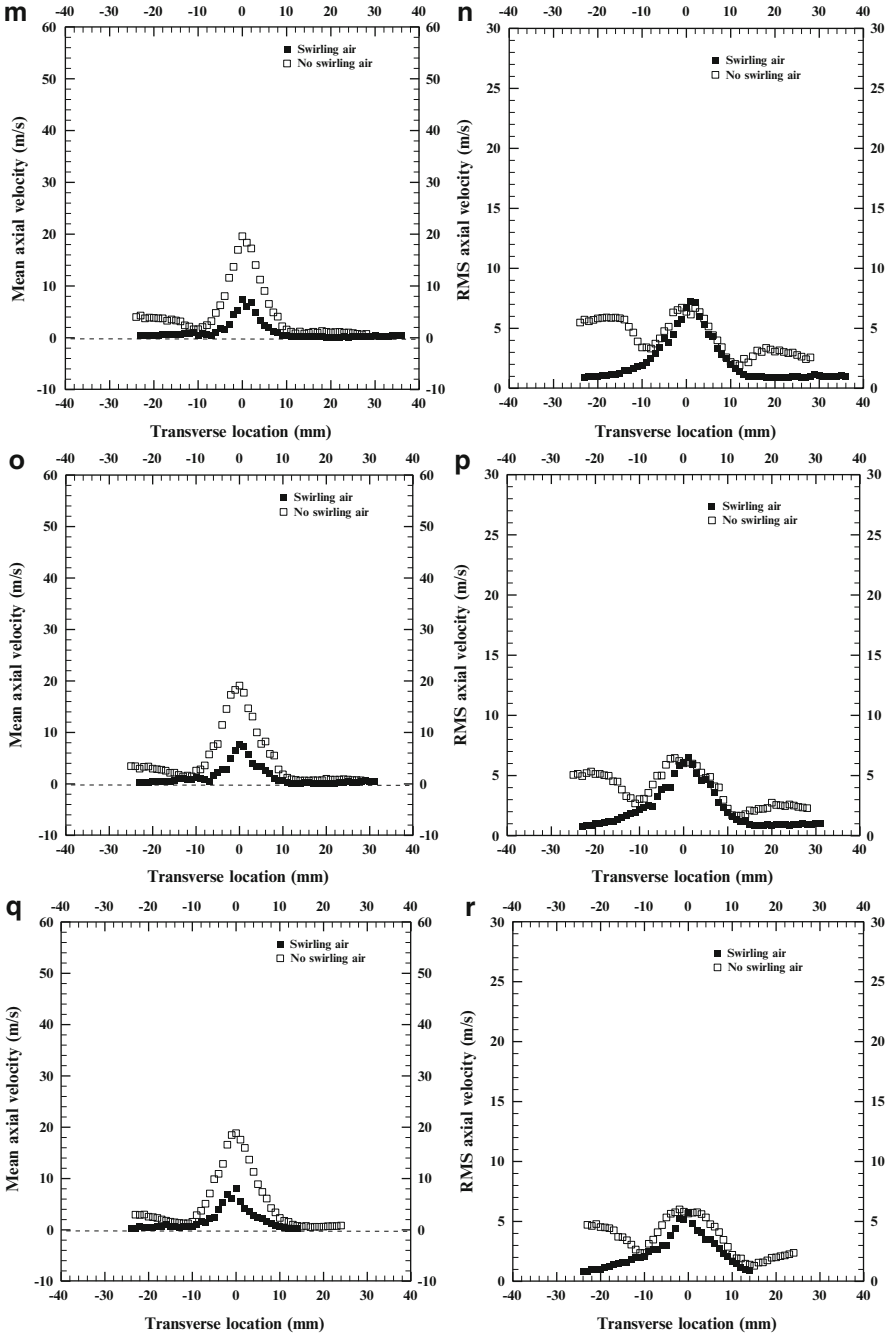 m
-40 -30 -20 -10 0 10 20 30 40
60 60
50 50
40 40
30 30
20 20
10 10
0 0
-10 -10
-40 -30 -20 -10 0 10 20 30 40
Mean axial velocity (m/s)
Transverse location (mm)
Swirling air
No swirling air
n
-40 -30 -20 -10 0 10 20 30 40
30 30
25 25
20 20
15 15
10 10
5 5
0 0
-40 -30 -20 -10 0 10 20 30 40
RMS axial velocity (m/s)
Transverse location (mm)
Swirling air
No swirling air
o
-40 -30 -20 -10 0 10 20 30 40
60 60
50 50
40 40
30 30
20 20
10 10
0 0
-10 -10
-40 -30 -20 -10 0 10 20 30 40
Mean axial velocity (m/s)
Transverse location (mm)
Swirling air
No swirling air
p
-40 -30 -20 -10 0 10 20 30 40
30 30
25 25
20 20
15 15
10 10
5 5
0 0
-40 -30 -20 -10 0 10 20 30 40
RMS axial velocity (m/s)
Transverse location (mm)
Swirling air
No swirling air
q
-40 -30 -20 -10 0 10 20 30 40
60 60
50 50
40 40
30 30
20 20
10 10
0 0
-10 -10
-40 -30 -20 -10 0 10 20 30 40
Mean axial velocity (m/s)
Transverse location (mm)
Swirling air
No swirling air
r
-40 -30 -20 -10 0 10 20 30 40
30 30
25 25
20 20
15 15
10 10
5 5
0 0
-40 -30 -20 -10 0 10 20 30 40
RMS axial velocity (m/s)
Transverse location (mm)
Swirling air
No swirling air